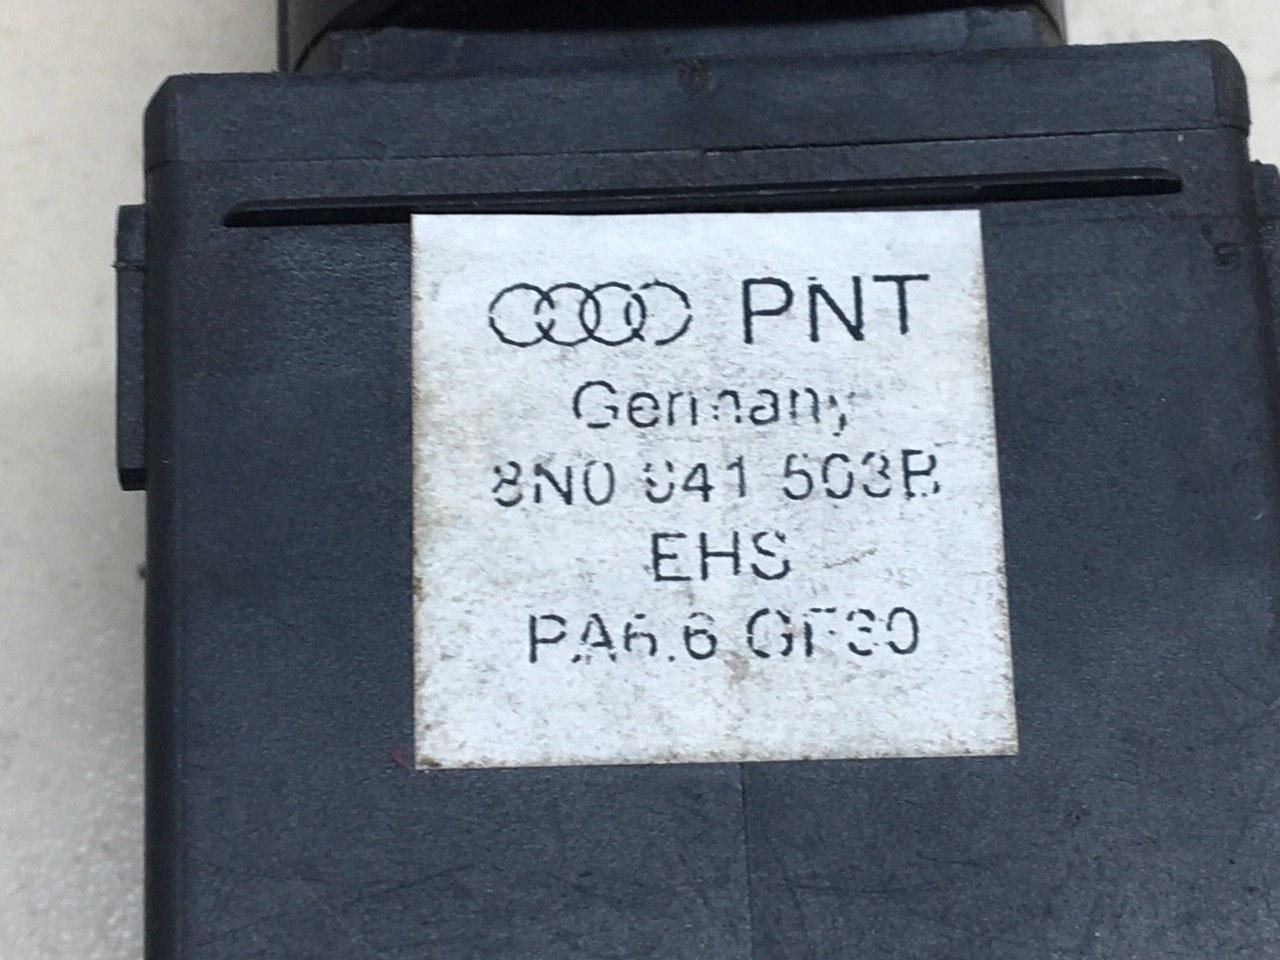 PNT
Germany
8N0 941 503B
EHS
PA6.6 GF30